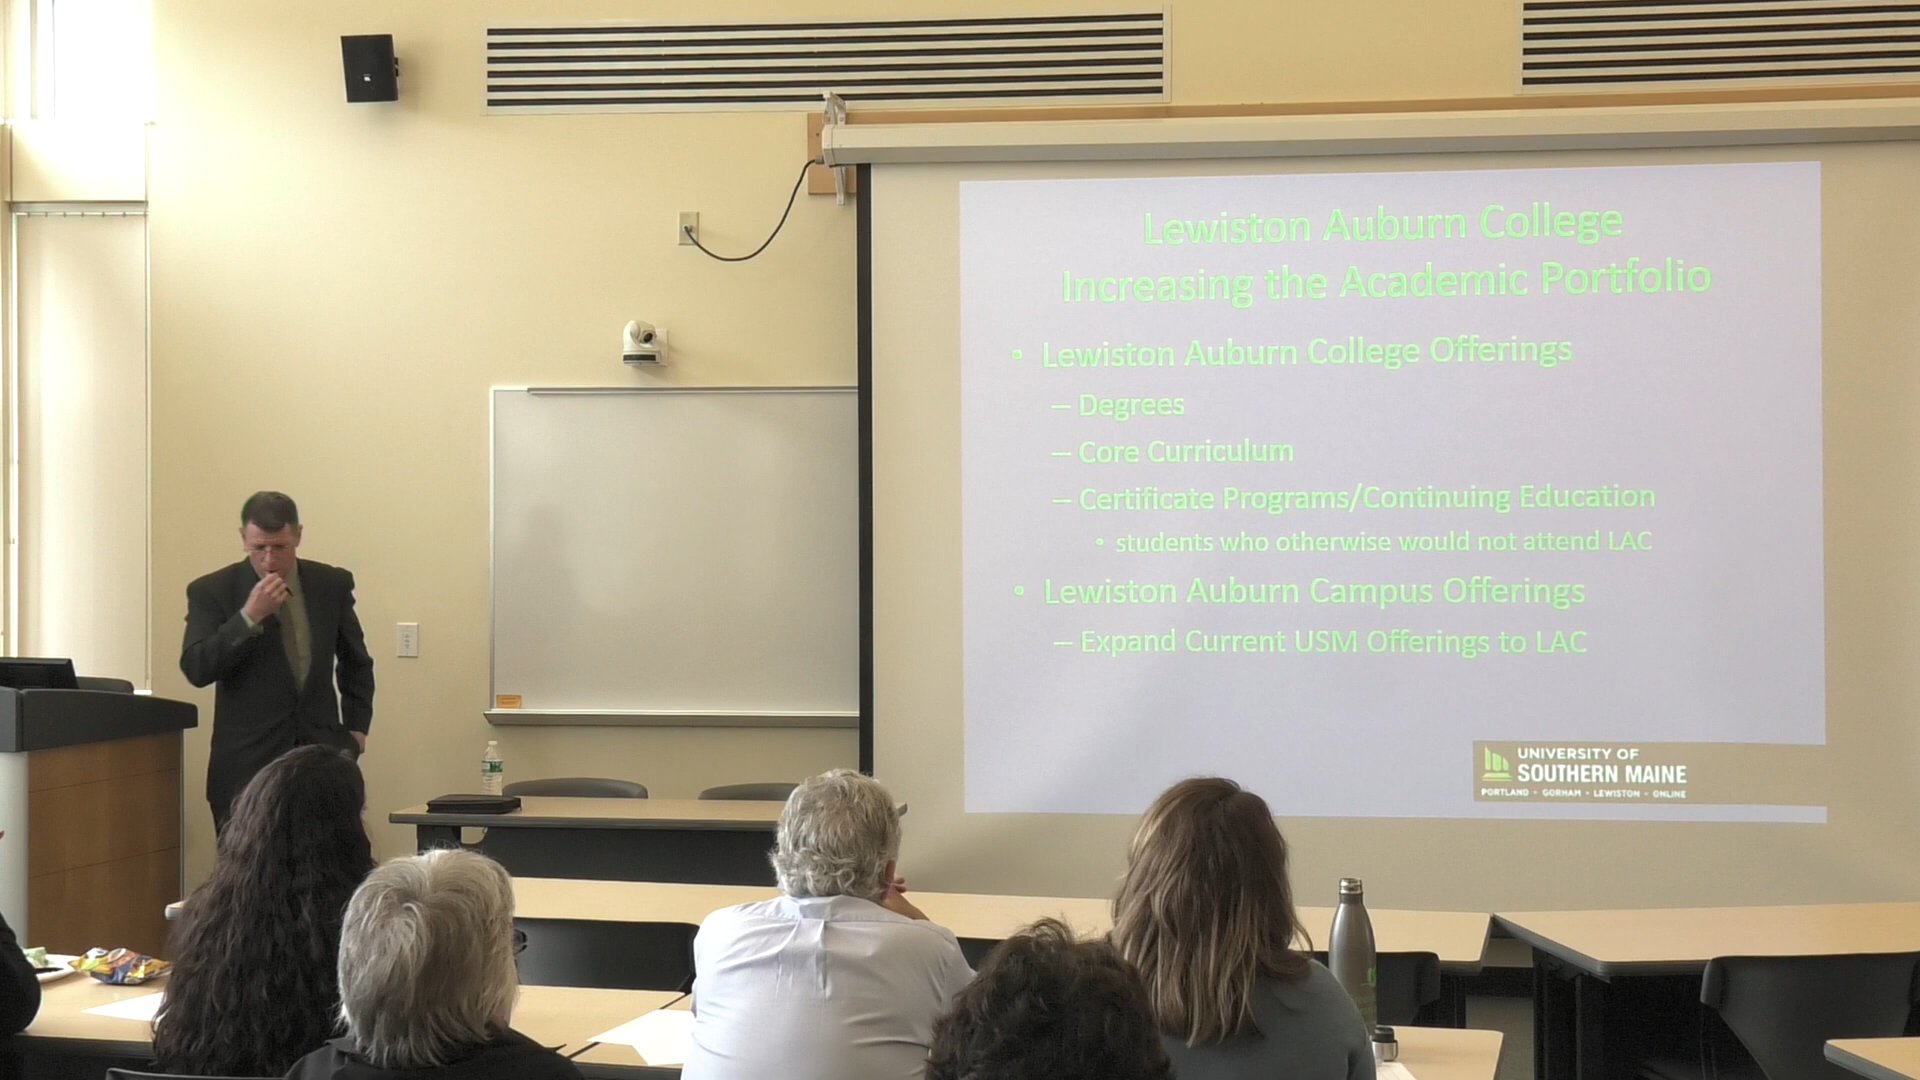 Lewiston Auburn College
Increasing the Academic Portfolio
• Lewiston Auburn College Offerings
– Degrees
– Core Curriculum
– Certificate Programs/Continuing Education
• students who otherwise would not attend LAC
• Lewiston Auburn Campus Offerings
– Expand Current USM Offerings to LAC
UNIVERSITY OF
SOUTHERN MAINE
PORTLAND • GORHAM • LEWISTON • ONLINE